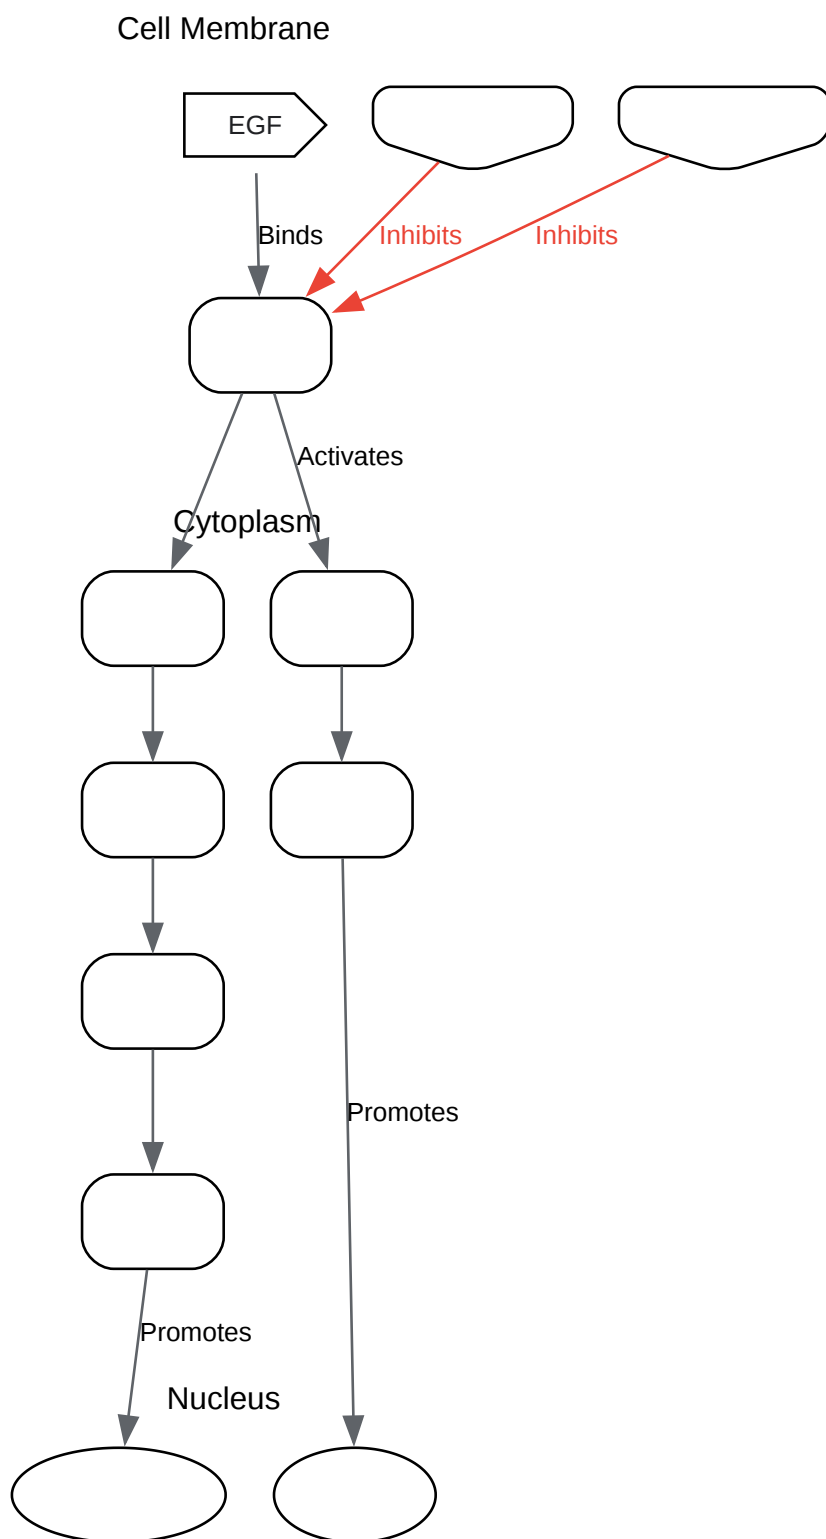 Cell Membrane
EGF
Binds
Inhibits
Inhibits
Activates
Cytoplasm
Promotes
Promotes
Nucleus